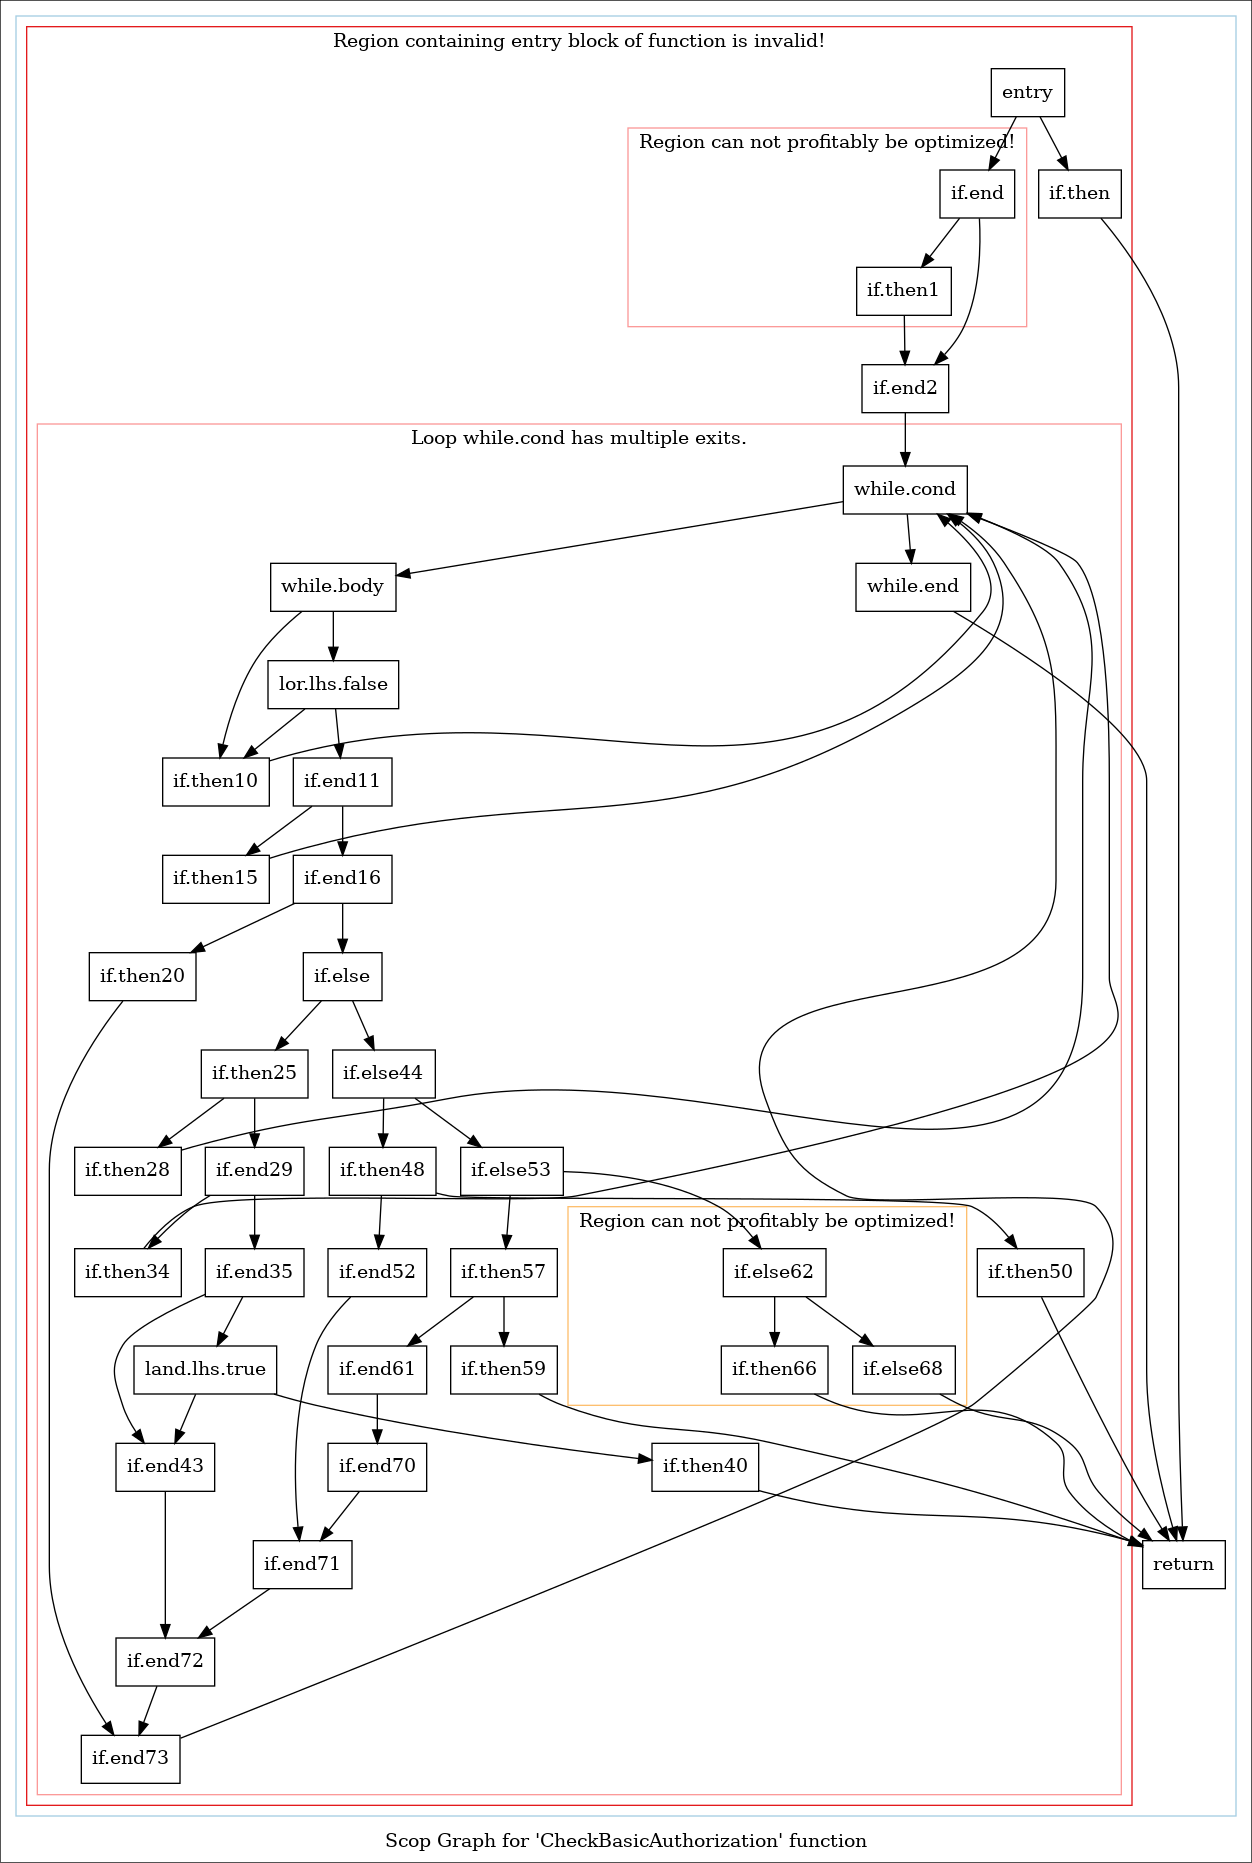 Region containing entry block of function is invalid!
entry
Region can not profitably be optimized!
if.end
if.then
if.then1
if.end2
Loop while.cond has multiple exits.
while.cond
while.body
while.end
lor.lhs.false
if.then10
if.end11
if.then15
if.end16
if.then20
if.else
if.then25
if.else44
if.then28
if.end29
if.then48
if.else53
Region can not profitably be optimized!
if.then34
if.end35
if.end52
if.then57
if.else62
if.then50
land.lhs.true
if.end61
if.then59
if.then66
if.else68
if.end43
if.end70
if.then40
if.end71
return
if.end72
if.end73
Scop Graph for 'CheckBasicAuthorization' function